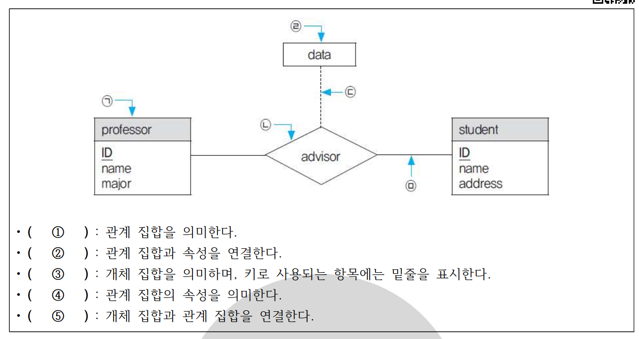 ㉣
data
㉠
㉢
professor
㉡
student
ID
advisor
ID
name
name
major
㉤
address
• ( ① ) : 관계 집합을 의미한다.
• ( ② ) : 관계 집합과 속성을 연결한다.
• ( ③ ) : 개체 집합을 의미하며, 키로 사용되는 항목에는 밑줄을 표시한다.
• ( ④ ) : 관계 집합의 속성을 의미한다.
• ( ⑤ ) : 개체 집합과 관계 집합을 연결한다.